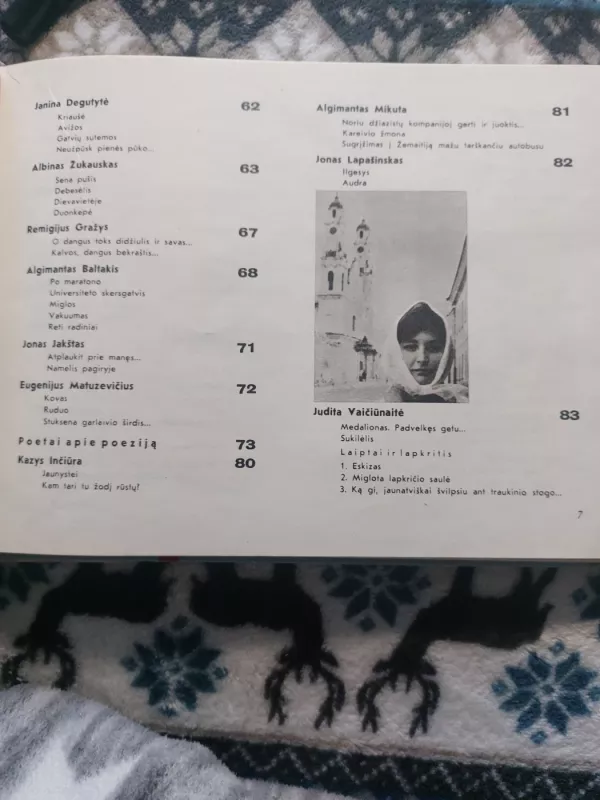 Janina Degutytė 62
Kriaušė
Avižos
Gatvių sutemos
Neužpūsk pienės pūko...
Albinas Žukauskas 63
Sena pušis
Debesėlis
Dievavietėje
Duonkepė
Remigijus Gražys 67
O dangus toks didžiulis ir savas...
Kalvos, dangus bekraštis...
Algimantas Baltakis 68
Po maratono
Universiteto skersgatvis
Miglos
Vakuumas
Reti radiniai
Jonas Jakštas 71
Atplaukit prie manęs...
Namelis pagiryje
Eugenijus Matuzevičius 72
Kovas
Ruduo
Stuksena garleivio širdis...
Poetai apie poeziją 73
Kazys Inčiūra 80
Jaunystei
Kam tari tu žodį rūstų?
Algimantas Mikuta 81
Noriu džiazistų kompanijoj gerti ir juoktis...
Kareivio žmona
Sugrįžimas į Žemaitiją mažu terškančiu autobusu
Jonas Lapašinskas 82
Ilgesys
Audra
Judita Vaičiūnaitė 83
Medalionas. Padvelkęs getu...
Sukilėlis
Laiptai ir lapkritis
1. Eskizas
2. Miglota lapkričio saulė
3. Ką gi, jaunatviškai švilpsiu ant traukinio stogo...
7